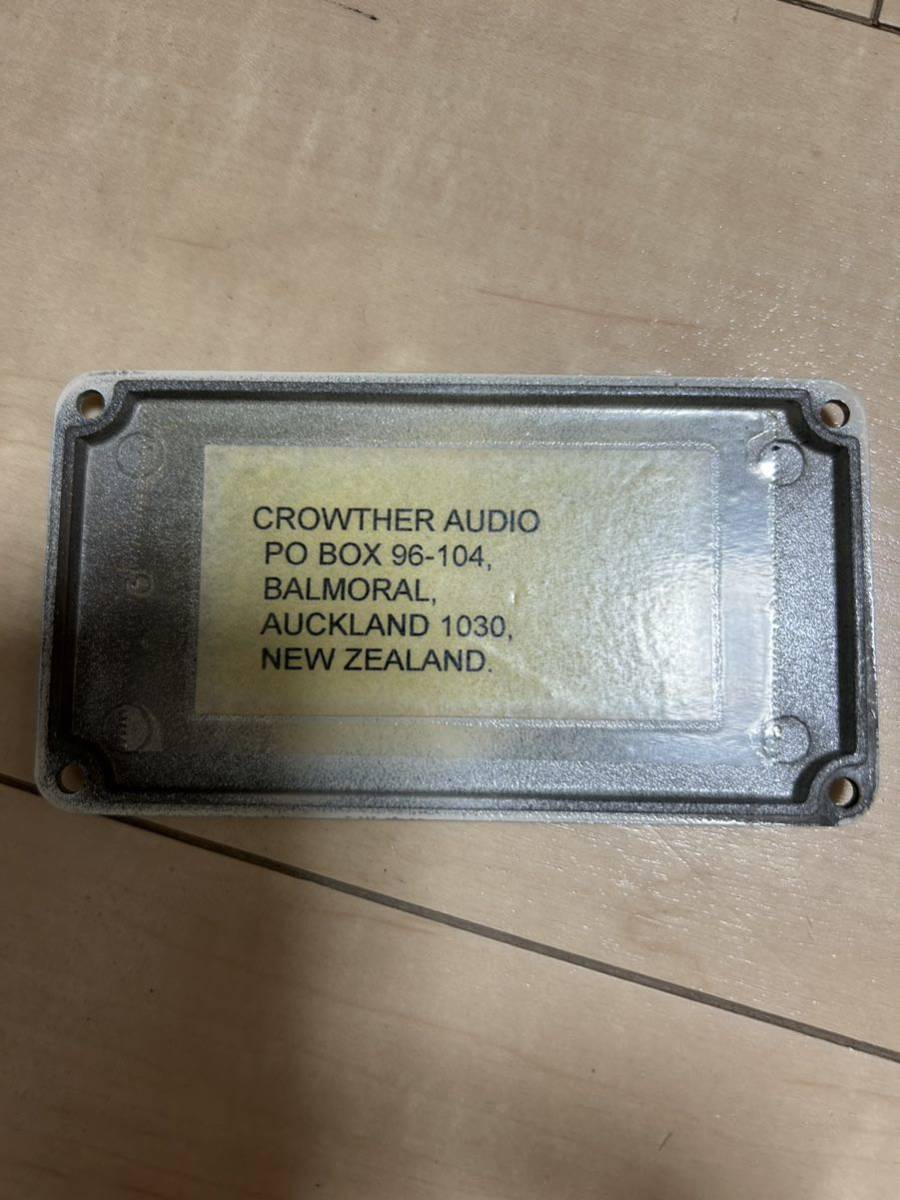 CROWTHER AUDIO
PO BOX 96-104,
BALMORAL,
AUCKLAND 1030,
NEW ZEALAND.